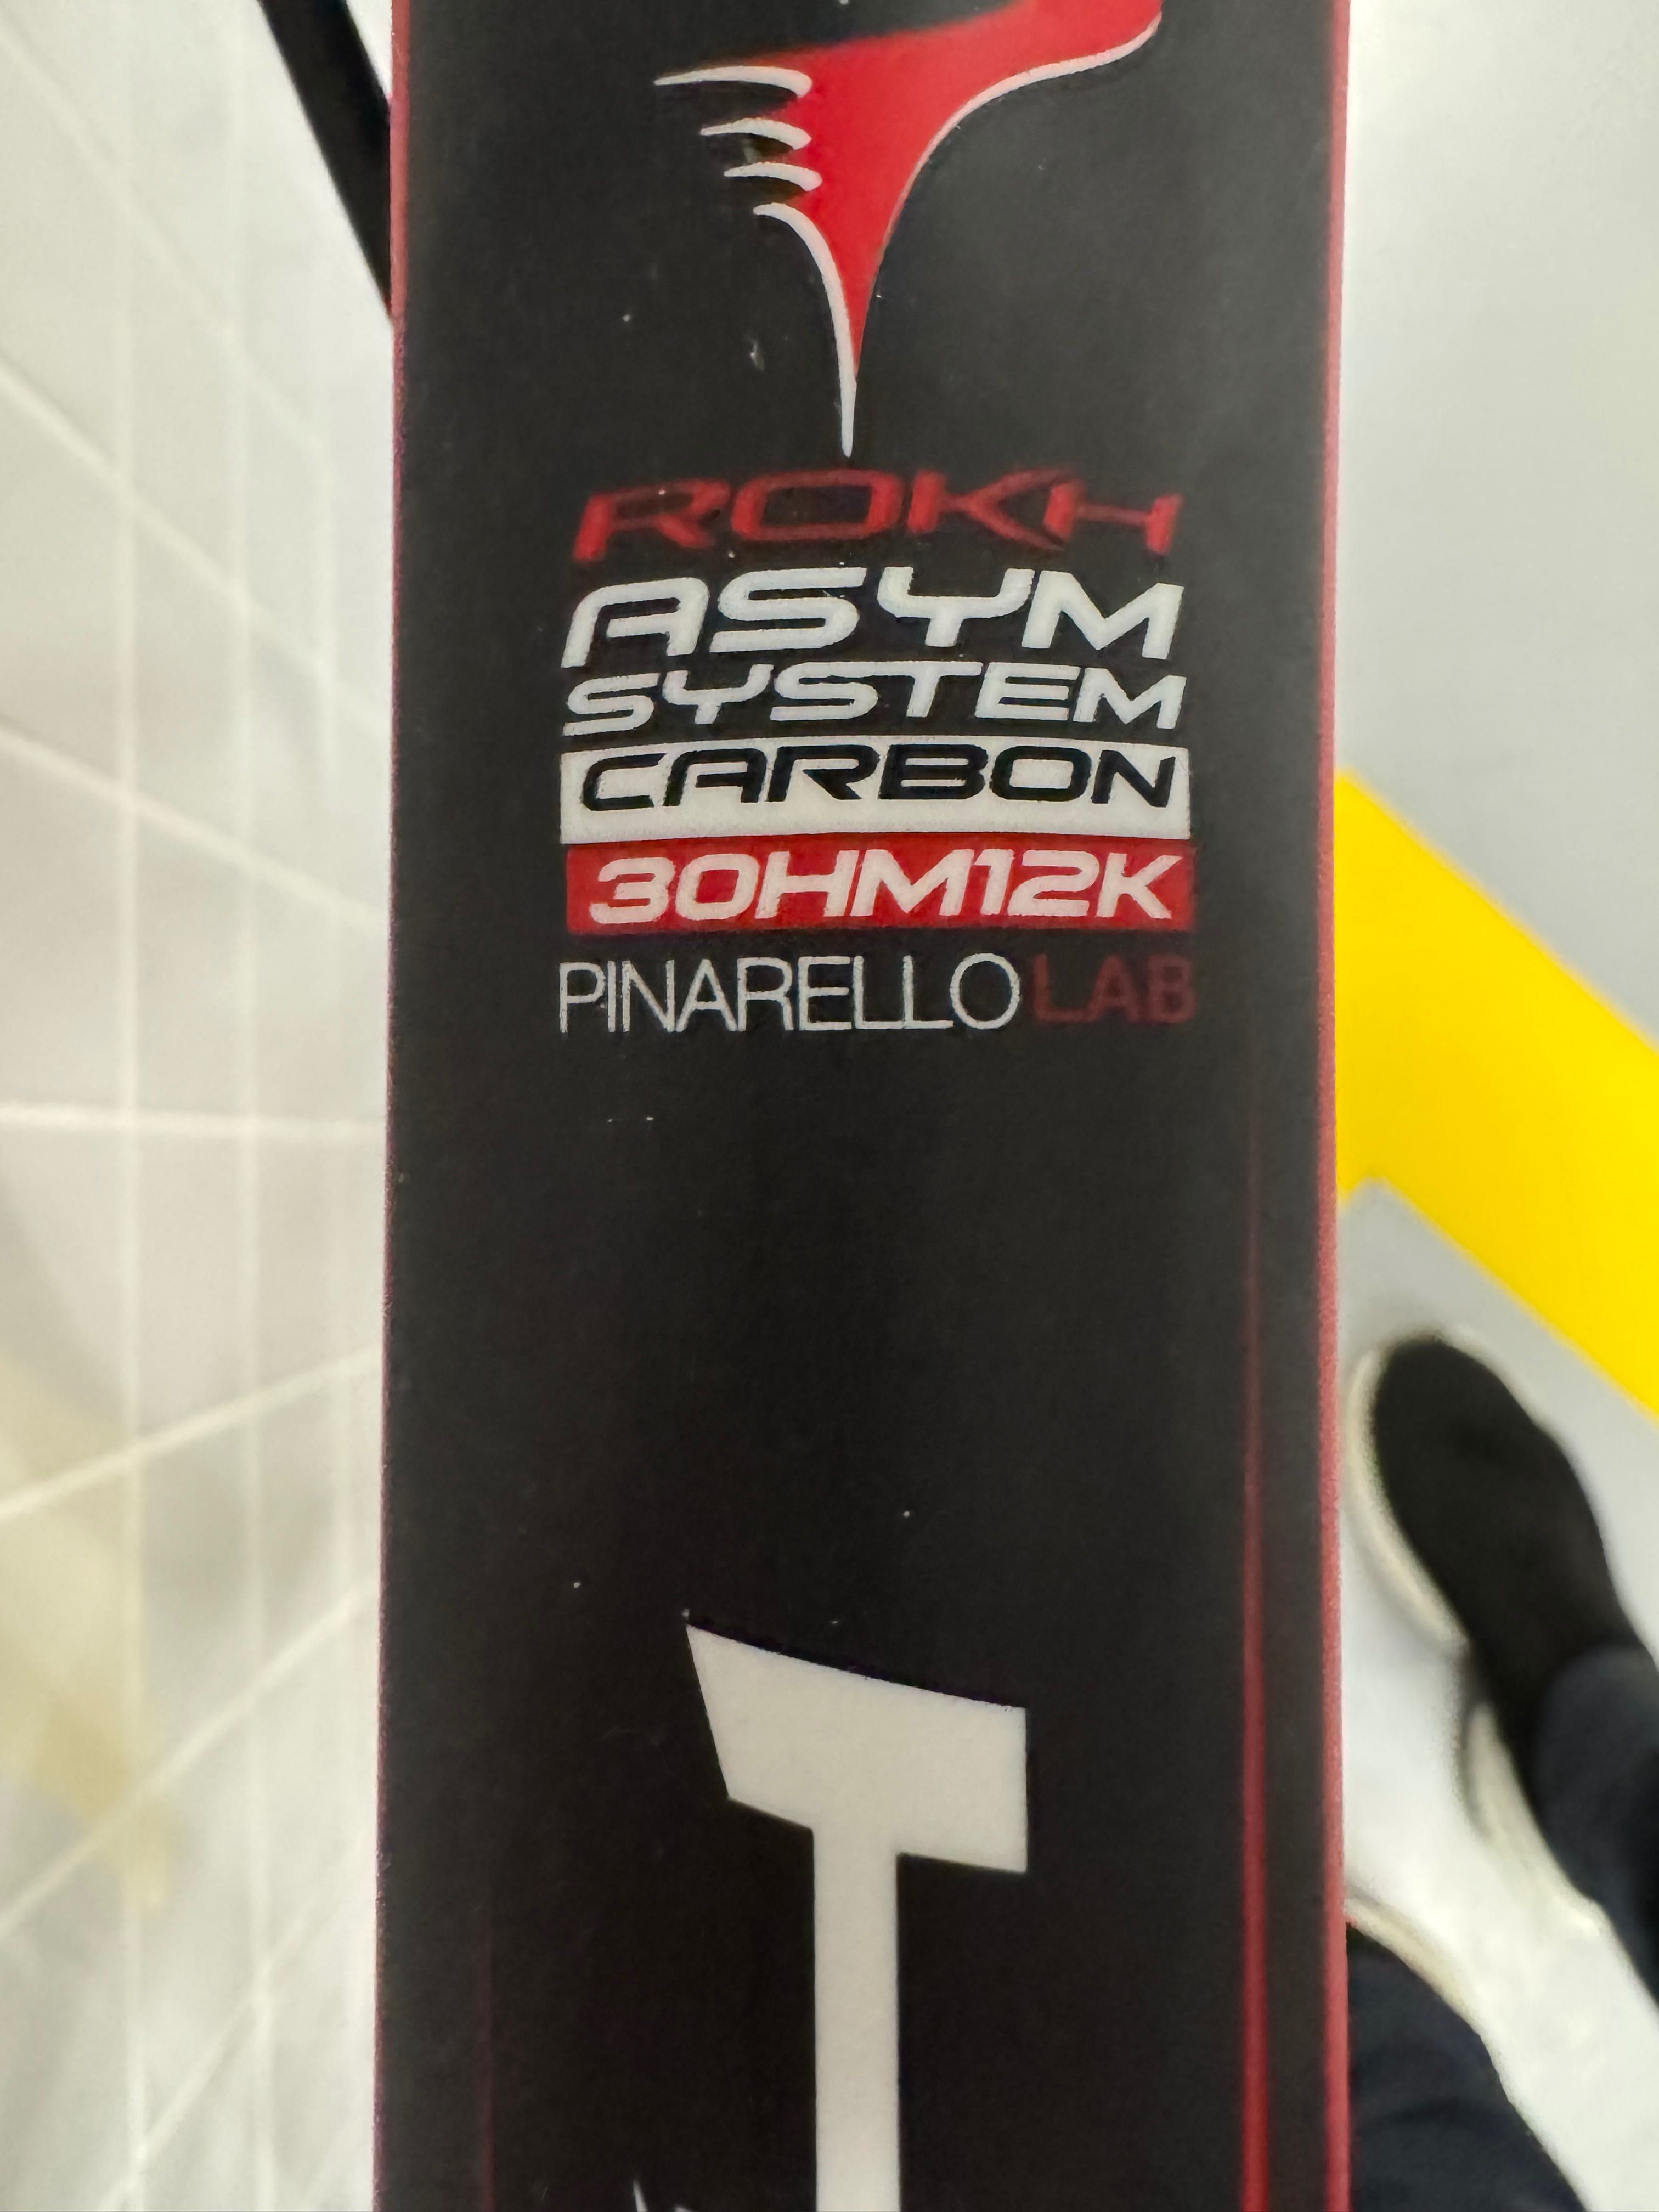 ROKH
ASYM
SYSTEM
CARBON
30HM12K
PINARELLO LAB